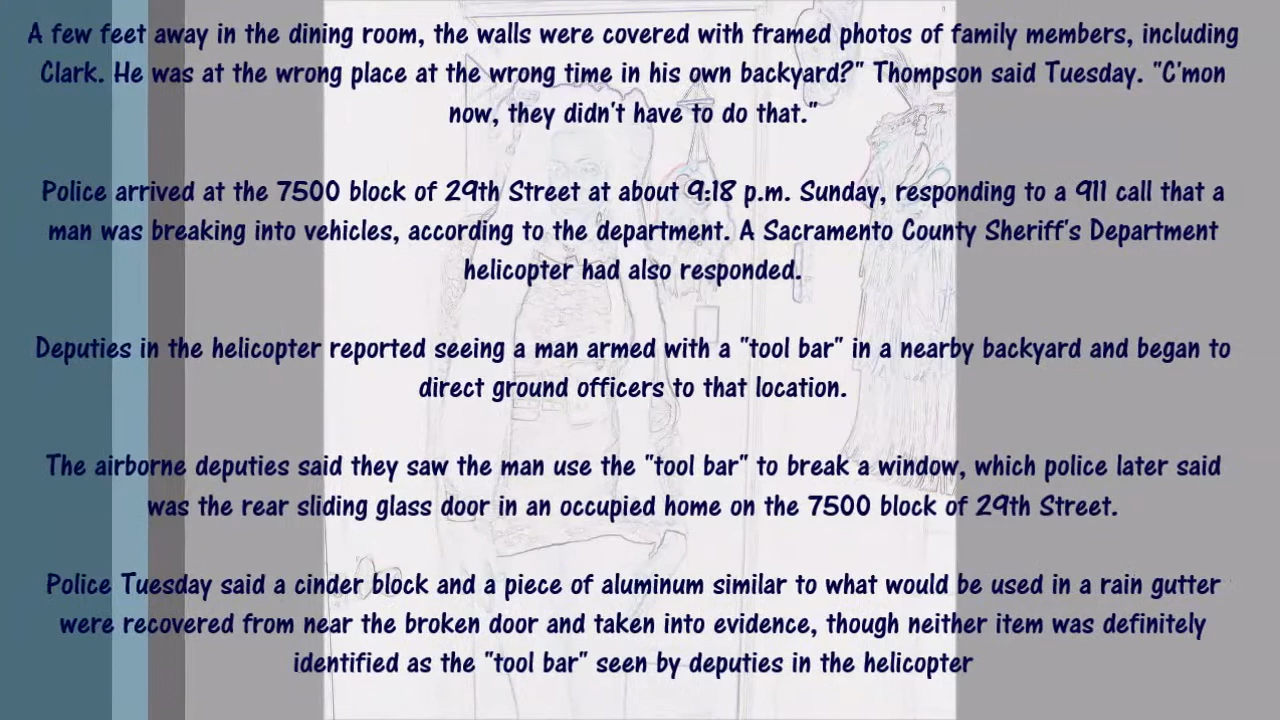 A few feet away in the dining room, the walls were covered with framed photos of family members, including
Clark. He was at the wrong place at the wrong time in his own backyard?" Thompson said Tuesday. "C'mon
now, they didn't have to do that."
Police arrived at the 7500 block of 29th Street at about 9:18 p.m. Sunday, responding to a 911 call that a
man was breaking into vehicles, according to the department. A Sacramento County Sheriff's Department
helicopter had also responded.
Deputies in the helicopter reported seeing a man armed with a "tool bar" in a nearby backyard and began to
direct ground officers to that location.
The airborne deputies said they saw the man use the "tool bar" to break a window, which police later said
was the rear sliding glass door in an occupied home on the 7500 block of 29th Street.
Police Tuesday said a cinder block and a piece of aluminum similar to what would be used in a rain gutter
were recovered from near the broken door and taken into evidence, though neither item was definitely
identified as the "tool bar" seen by deputies in the helicopter